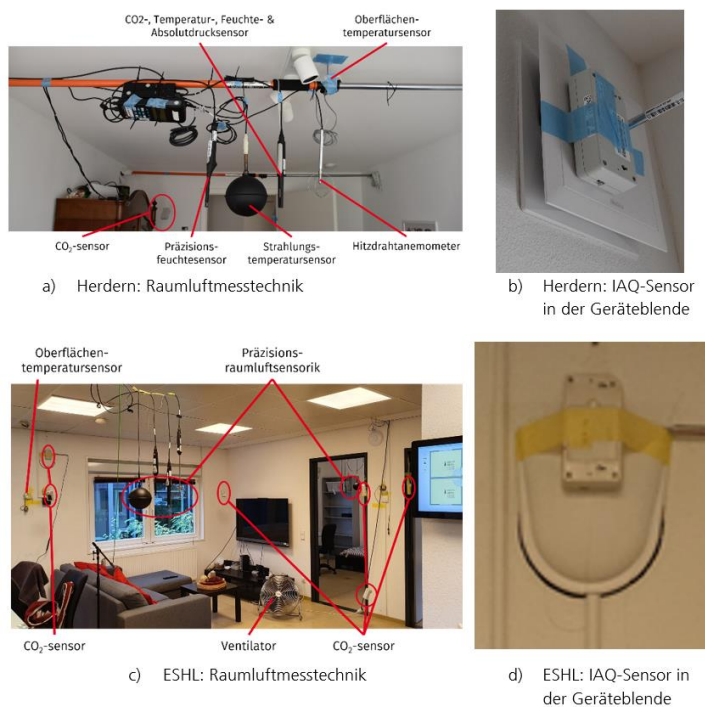 CO2-, Temperatur-, Feuchte- &
Absolutdrucksensor
Oberflächen-
temperatursensor
CO₂-sensor
Präzisions-
feuchtesensor
Strahlungs-
temperatursensor
Hitzdrahtanemometer
a) Herdern: Raumluftmesstechnik
b) Herdern: IAQ-Sensor
in der Geräteblende
Oberflächen-
temperatursensor
Präzisions-
raumluftsensorik
CO₂-sensor
Ventilator
CO₂-sensor
c) ESHL: Raumluftmesstechnik
d) ESHL: IAQ-Sensor in
der Geräteblende